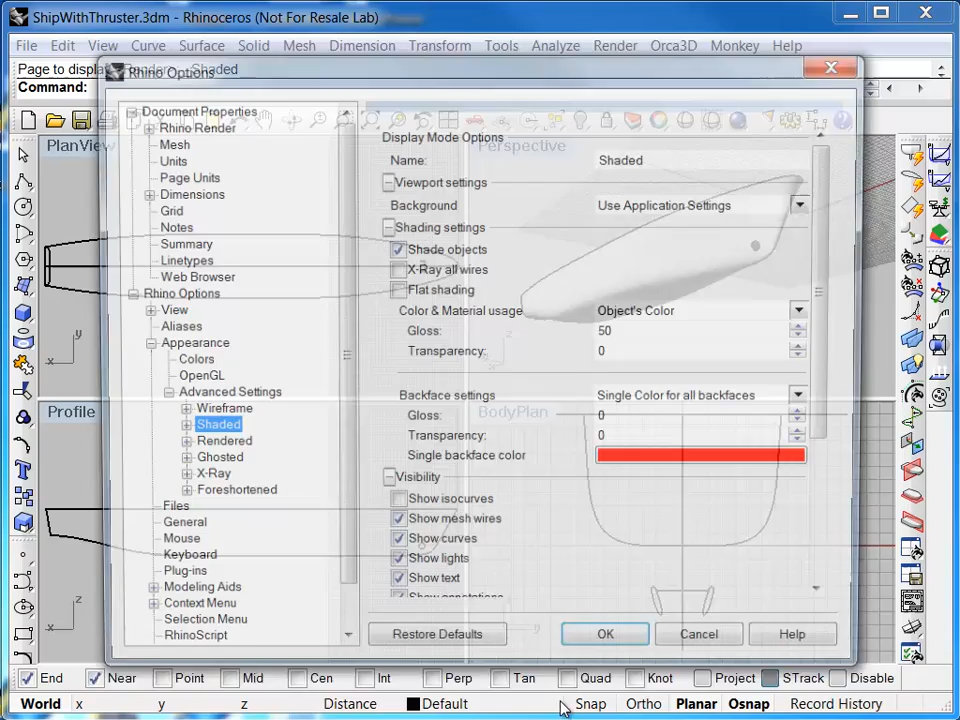 ShipWithThruster.3dm - Rhinoceros (Not For Resale Lab)
File Edit View Curve Surface Solid Mesh Dimension Transform Tools Analyze Render Orca3D Monkey Help
Page to display
Shaded
Command:
Rhino Options
PlanView
Perspective
Profile
BodyPlan
Document Properties
Rhino Render
Mesh
Units
Page Units
Dimensions
Grid
Notes
Summary
Linetypes
Web Browser
Rhino Options
View
Aliases
Appearance
Colors
OpenGL
Advanced Settings
Wireframe
Shaded
Rendered
Ghosted
X-Ray
Foreshortened
Files
General
Mouse
Keyboard
Plug-ins
Modeling Aids
Context Menu
Selection Menu
RhinoScript
Display Mode Options
Name: Shaded
Viewport settings
Background Use Application Settings
Shading settings
Shade objects
X-Ray all wires
Flat shading
Color & Material usage Object's Color
Gloss: 50
Transparency: 0
Backface settings Single Color for all backfaces
Gloss: 0
Transparency: 0
Single backface color
Visibility
Show isocurves
Show mesh wires
Show curves
Show lights
Show text
Show annotations
Restore Defaults OK Cancel Help
y
x
z
x
z
y
End Near Point Mid Cen Int Perp Tan Quad Knot Project STrack Disable
World x y z Distance Default Snap Ortho Planar Osnap Record History